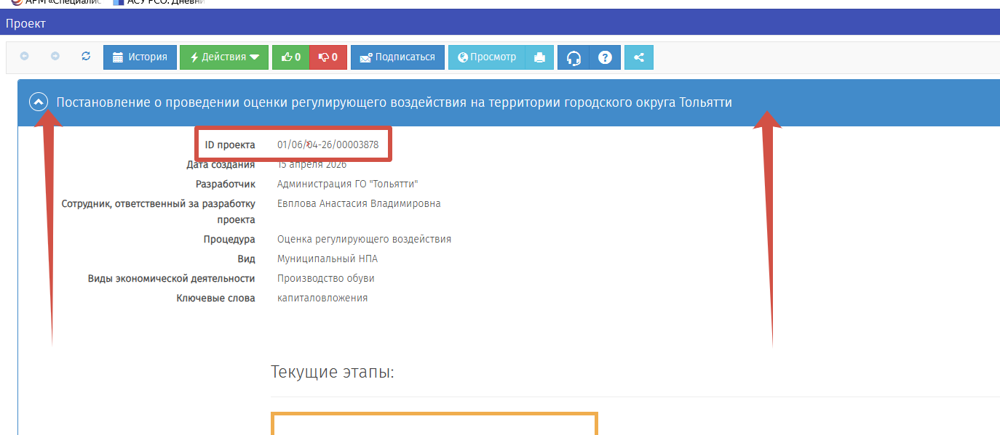 АРМ «Специалис
АСУ РСО. Дневни
Проект
История
Действия
0
0
Подписаться
Просмотр
?
Постановление о проведении оценки регулирующего воздействия на территории городского округа Тольятти
ID проекта 01/06/04-26/00003878
Дата создания 15 апреля 2026
Разработчик Администрация ГО "Тольятти"
Сотрудник, ответственный за разработку проекта Евплова Анастасия Владимировна
Процедура Оценка регулирующего воздействия
Вид Муниципальный НПА
Виды экономической деятельности Производство обуви
Ключевые слова капиталовложения
Текущие этапы: